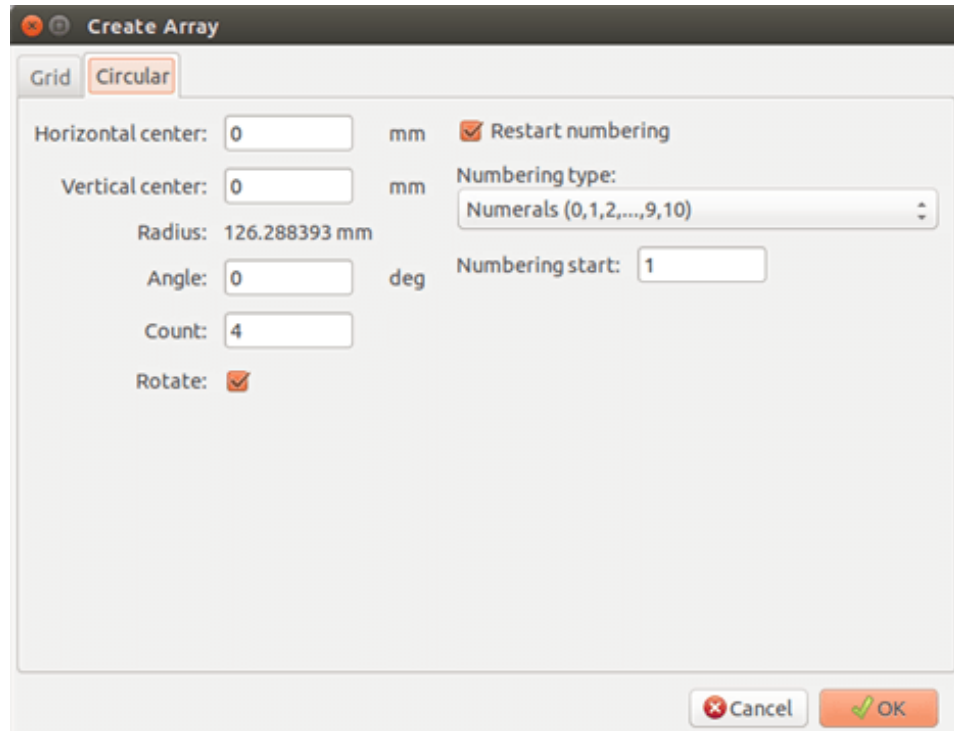 Create Array
Grid Circular
Horizontal center: 0 mm
Vertical center: 0 mm
Radius: 126.288393 mm
Angle: 0 deg
Count: 4
Rotate:
Restart numbering
Numbering type:
Numerals (0,1,2,...,9,10)
Numbering start: 1
Cancel OK